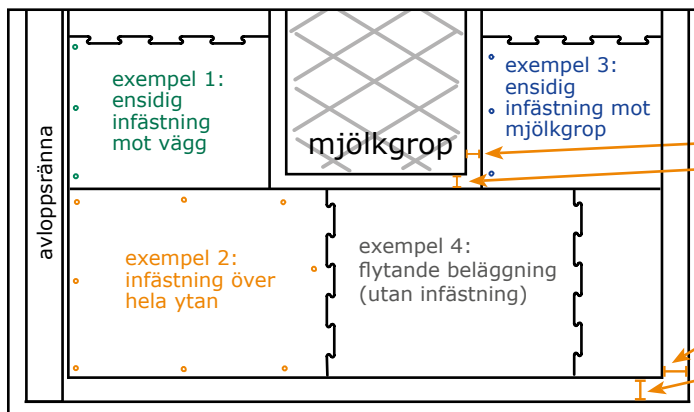 exempel 1:
ensidig
infästning
mot vägg
mjölkgrop
exempel 3:
ensidig
infästning mot
mjölkgrop
avloppsränna
exempel 2:
infästning över
hela ytan
exempel 4:
flytande beläggning
(utan infästning)